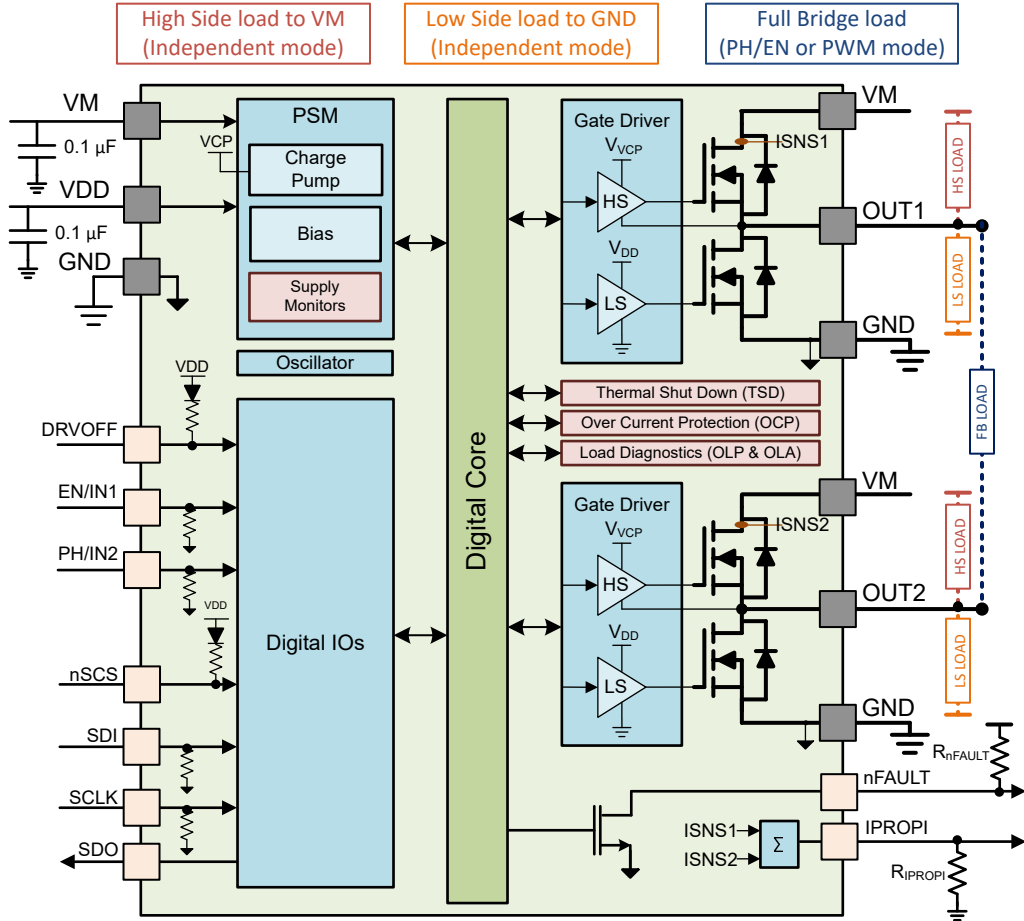 High Side load to VM
(Independent mode)
Low Side load to GND
(Independent mode)
Full Bridge load
(PH/EN or PWM mode)
VM
0.1 µF
VDD
0.1 µF
GND
PSM
VCP
Charge
Pump
Bias
Supply
Monitors
Oscillator
VDD
DRVOFF
EN/IN1
PH/IN2
VDD
nSCS
SDI
SCLK
SDO
Digital IOs
Digital Core
Gate Driver
VVCP
HS
VDD
LS
ISNS1
VM
OUT1
GND
HS LOAD
LS LOAD
FB LOAD
Thermal Shut Down (TSD)
Over Current Protection (OCP)
Load Diagnostics (OLP & OLA)
Gate Driver
VVCP
HS
VDD
LS
ISNS2
VM
OUT2
GND
HS LOAD
LS LOAD
RnFAULT
nFAULT
ISNS1
ISNS2
Σ
IPROPI
RIPROPI